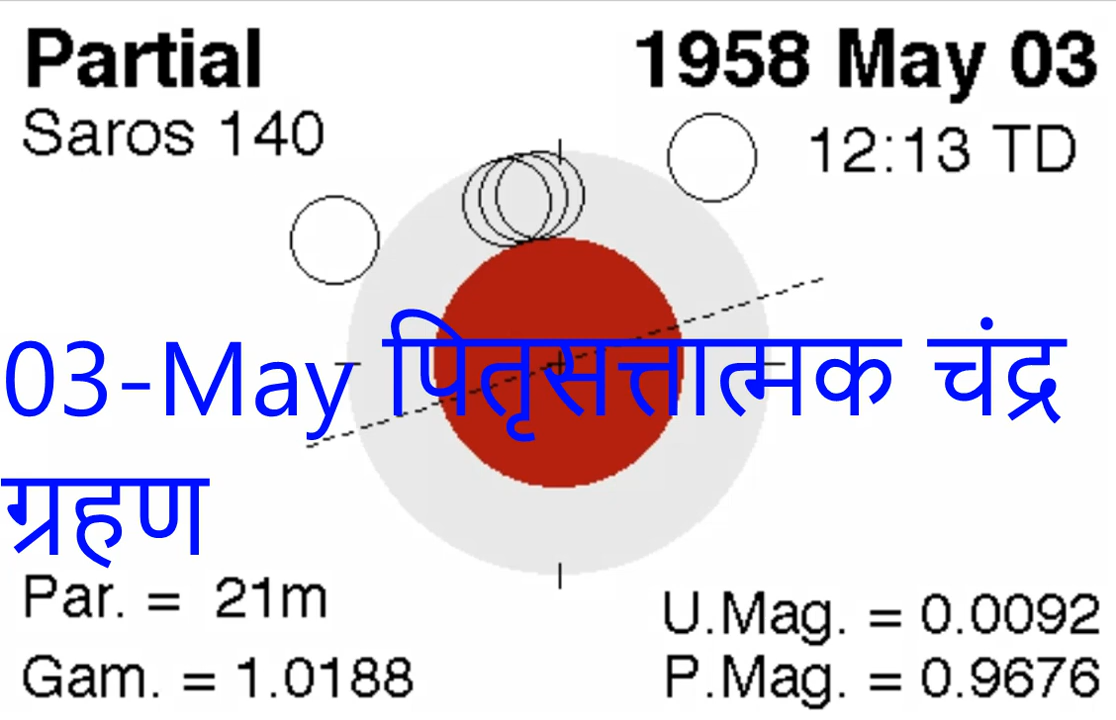 Partial
1958 May 03
Saros 140
12:13 TD
03-May पितृसत्तात्मक चंद्र
ग्रहण
Par. = 21m
U.Mag. = 0.0092
Gam. = 1.0188
P.Mag. = 0.9676